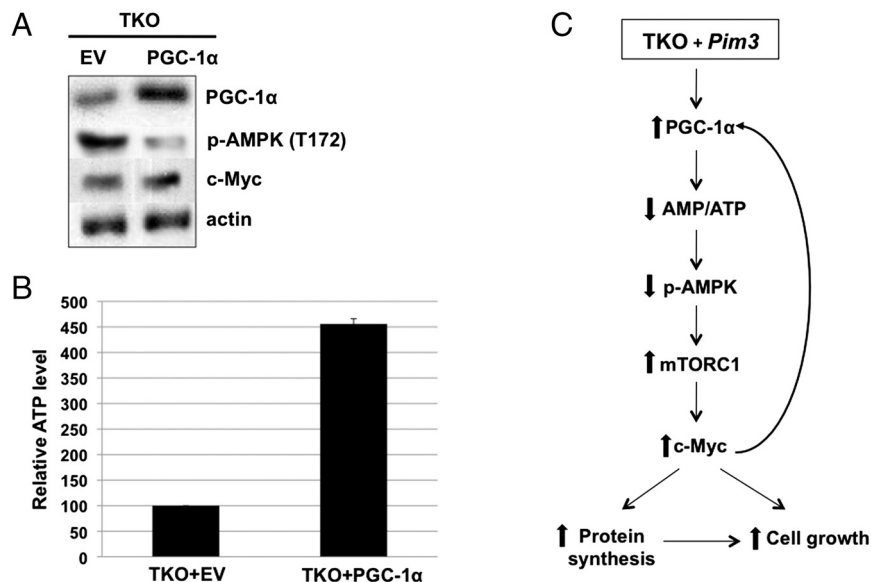 A
TKO
EV PGC-1α
PGC-1α
p-AMPK (T172)
c-Myc
actin
B
500
450
400
350
300
250
200
150
100
50
0
Relative ATP level
TKO+EV TKO+PGC-1α
C
TKO + Pim3
PGC-1α
AMP/ATP
p-AMPK
mTORC1
c-Myc
Protein
synthesis
Cell growth